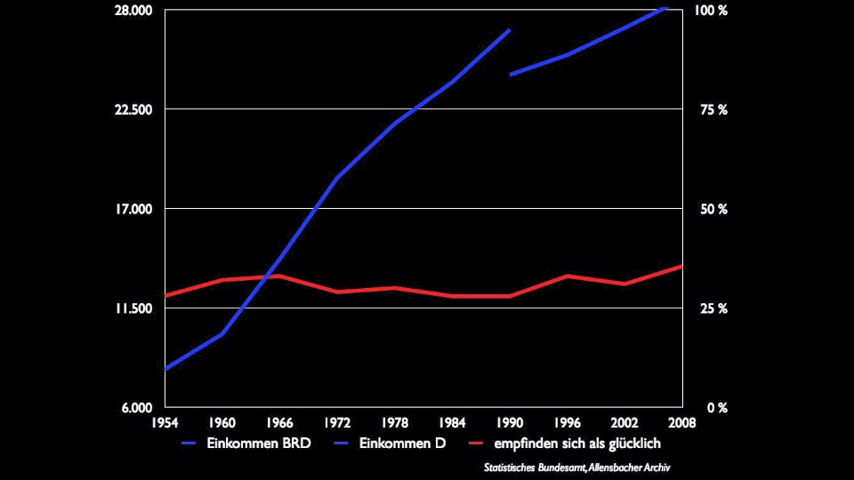 28.000 100 %
22.500 75 %
17.000 50 %
11.500 25 %
6.000 0 %
1954 1960 1966 1972 1978 1984 1990 1996 2002 2008
Einkommen BRD Einkommen D empfinden sich als glücklich
Statistisches Bundesamt, Allensbacher Archiv